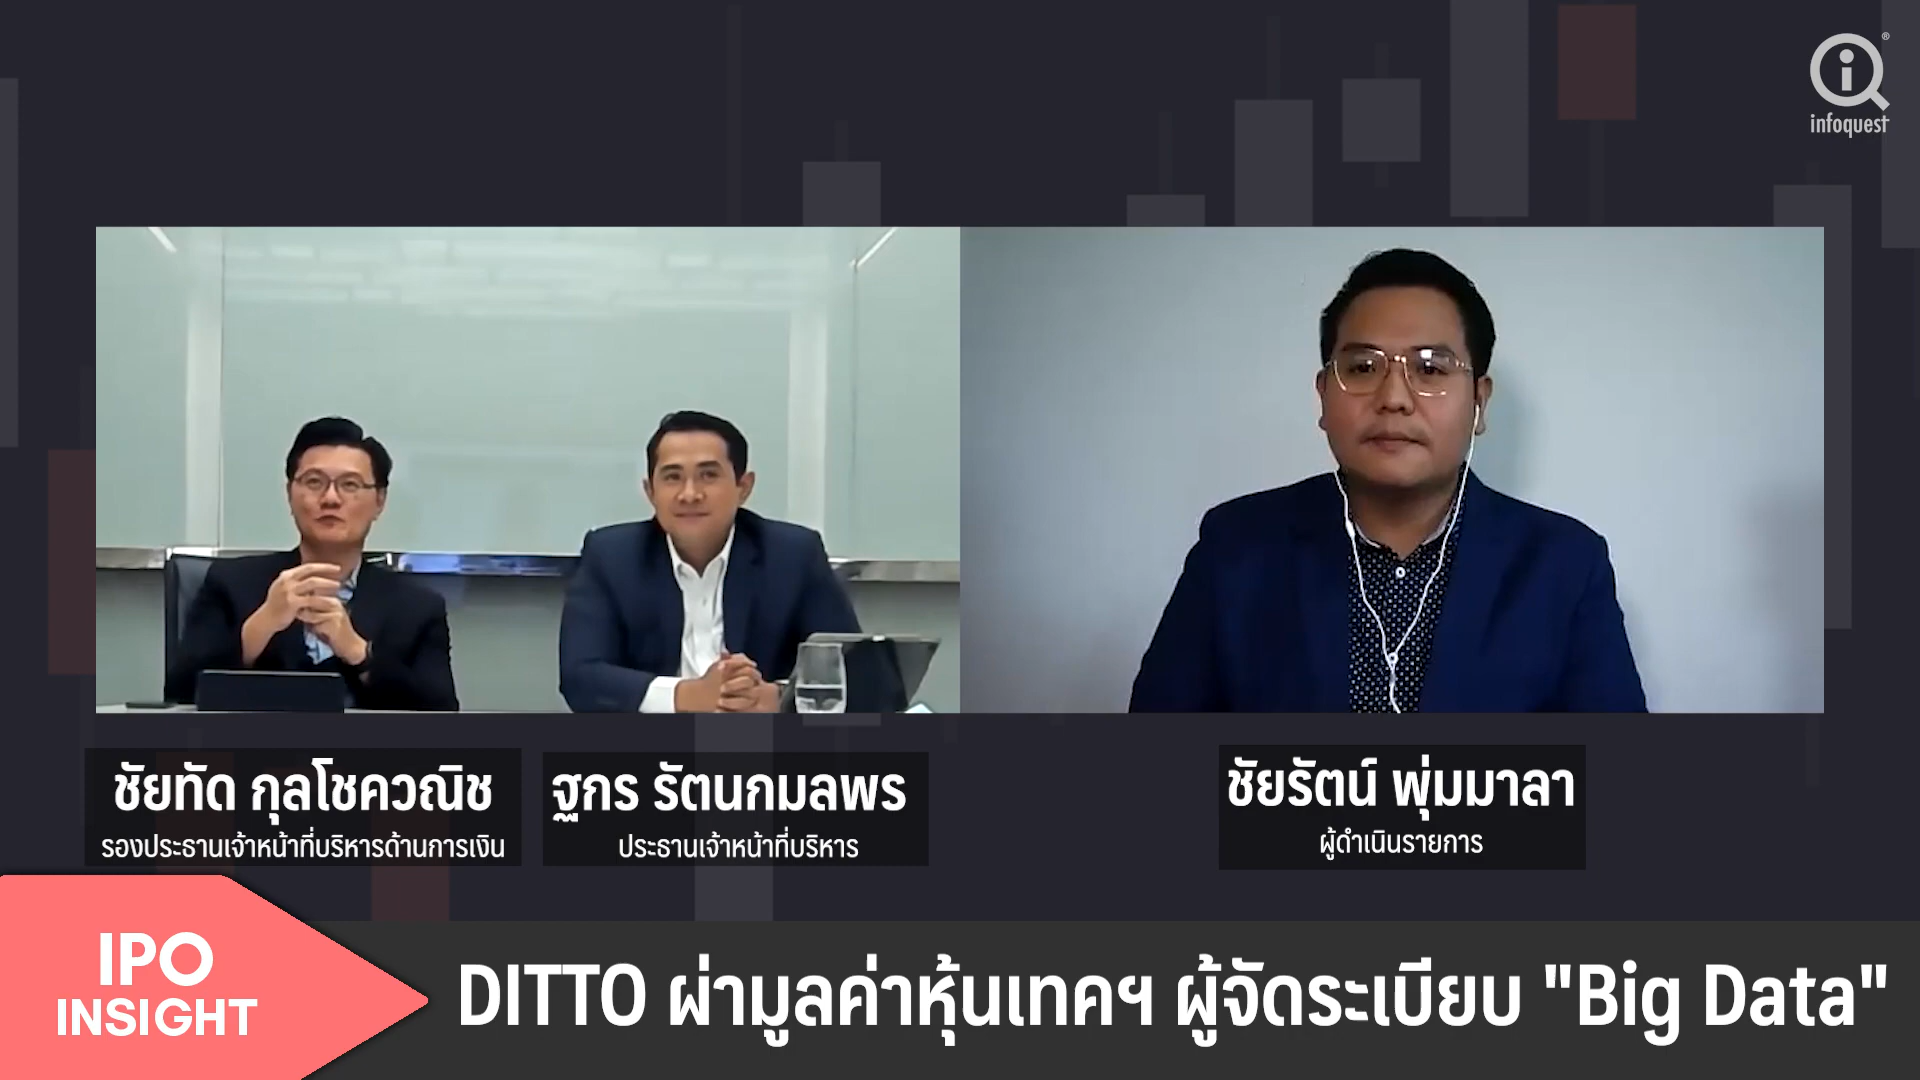 infoquest
ชัยทัด กุลโชควณิช
รองประธานเจ้าหน้าที่บริหารด้านการเงิน
ฐกร รัตนกมลพร
ประธานเจ้าหน้าที่บริหาร
ชัยรัตน์ พุ่มมาลา
ผู้ดำเนินรายการ
IPO
INSIGHT
DITTO ผ่ามูลค่าหุ้นเทคฯ ผู้จัดระเบียบ "Big Data"